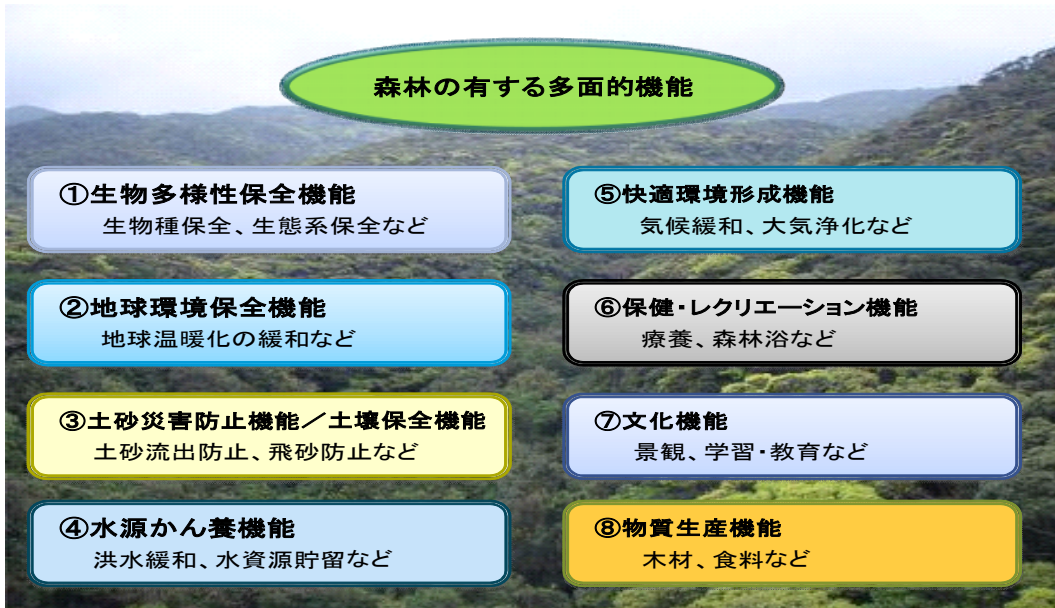 森林の有する多面的機能
①生物多様性保全機能
生物種保全、生態系保全など
②地球環境保全機能
地球温暖化の緩和など
③土砂災害防止機能／土壌保全機能
土砂流出防止、飛砂防止など
④水源かん養機能
洪水緩和、水資源貯留など
⑤快適環境形成機能
気候緩和、大気浄化など
⑥保健・レクリエーション機能
療養、森林浴など
⑦文化機能
景観、学習・教育など
⑧物質生産機能
木材、食料など